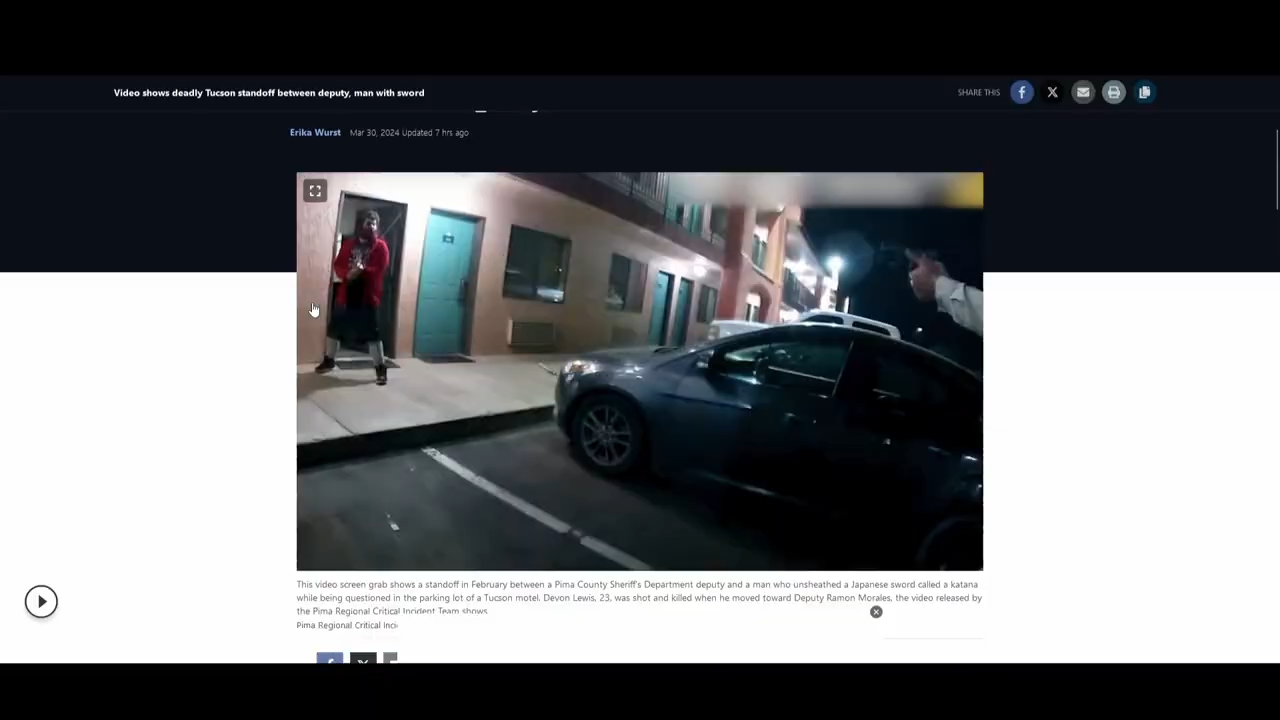 Video shows deadly Tucson standoff between deputy, man with sword
SHARE THIS
Erika Wurst Mar 30, 2024 Updated 7 hrs ago
This video screen grab shows a standoff in February between a Pima County Sheriff's Department deputy and a man who unsheathed a Japanese sword called a katana
while being questioned in the parking lot of a Tucson motel. Devon Lewis, 23, was shot and killed when he moved toward Deputy Ramon Morales, the video released by
the Pima Regional Critical Incident Team shows.
Pima Regional Critical Inci